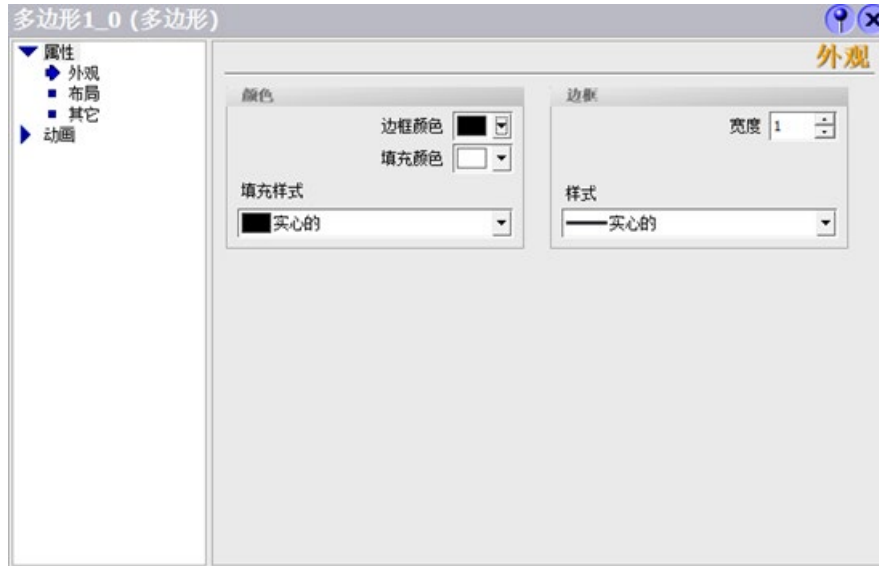 多边形1_0 (多边形)
属性
外观
布局
其它
动画
外观
颜色
边框颜色
填充颜色
填充样式
实心的
边框
宽度 1
样式
实心的